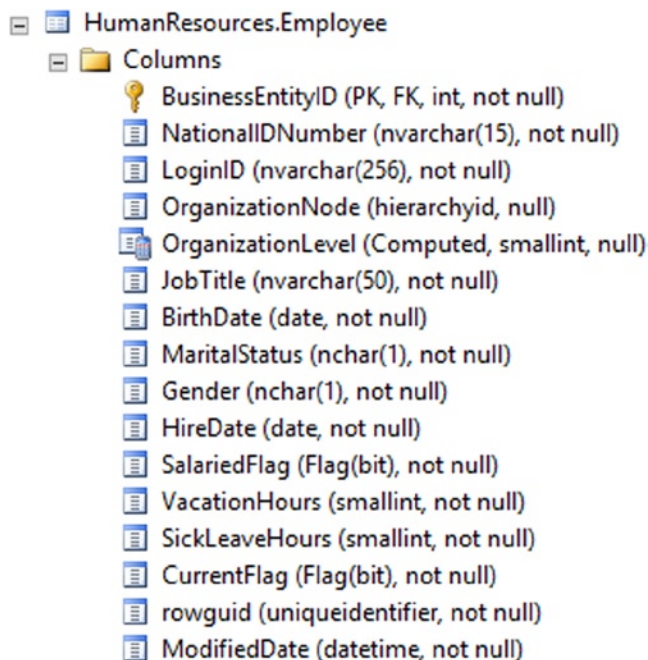 HumanResources.Employee
Columns
BusinessEntityID (PK, FK, int, not null)
NationalIDNumber (nvarchar(15), not null)
LoginID (nvarchar(256), not null)
OrganizationNode (hierarchyid, null)
OrganizationLevel (Computed, smallint, null)
JobTitle (nvarchar(50), not null)
BirthDate (date, not null)
MaritalStatus (nchar(1), not null)
Gender (nchar(1), not null)
HireDate (date, not null)
SalariedFlag (Flag(bit), not null)
VacationHours (smallint, not null)
SickLeaveHours (smallint, not null)
CurrentFlag (Flag(bit), not null)
rowguid (uniqueidentifier, not null)
ModifiedDate (datetime, not null)